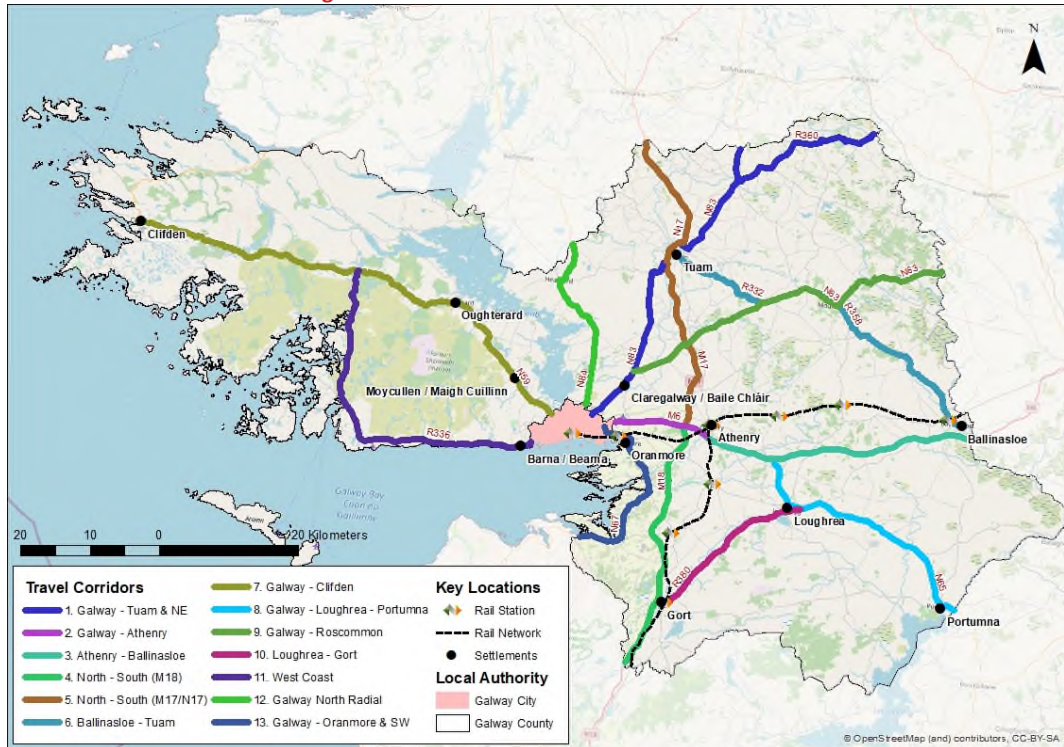 N
R360
N83
N17
Clifden
Tuam
R332
N63
N63
R358
Oughterard
N84
N83
M17
N59
Moycullen / Maigh Cuilinn
Claregalway / Baile Chláir
M6
R336
Athenry
Ballinasloe
Barna / Bearna
Oranmore
M18
Galway Bay
N67
Loughrea
20 10 0 20 Kilometers
R380
N65
Gort
Portumna
Travel Corridors
1. Galway - Tuam & NE
2. Galway - Athenry
3. Athenry - Ballinasloe
4. North - South (M18)
5. North - South (M17/N17)
6. Ballinasloe - Tuam
7. Galway - Clifden
8. Galway - Loughrea - Portumna
9. Galway - Roscommon
10. Loughrea - Gort
11. West Coast
12. Galway North Radial
13. Galway - Oranmore & SW
Key Locations
Rail Station
Rail Network
Settlements
Local Authority
Galway City
Galway County
© OpenStreetMap (and) contributors, CC-BY-SA